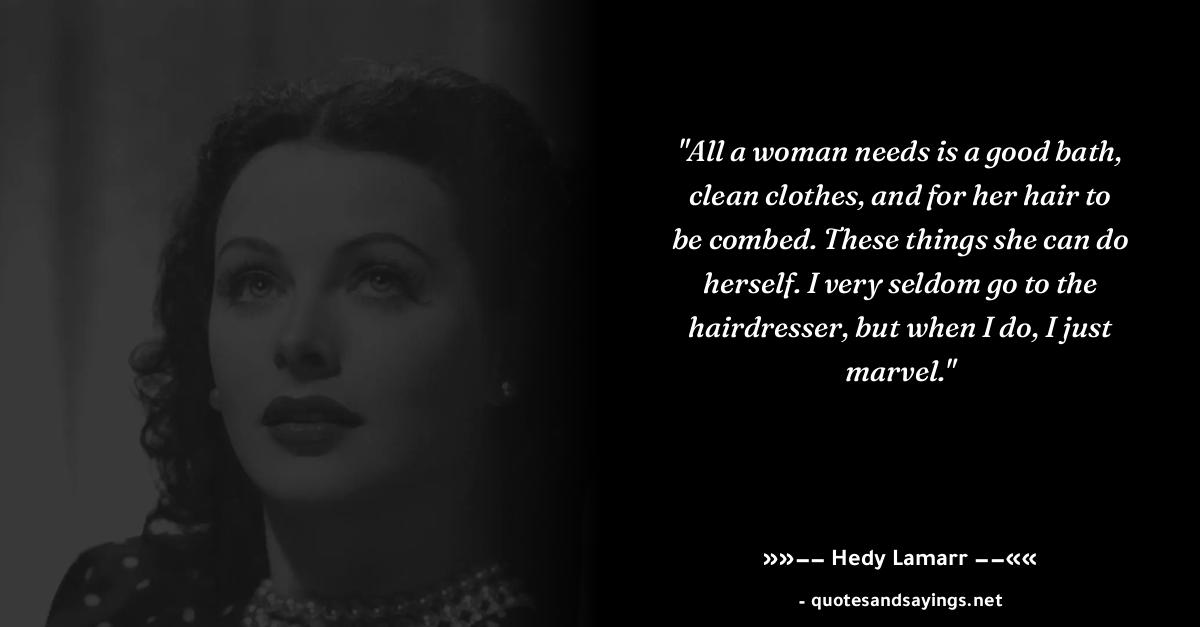 "All a woman needs is a good bath,
clean clothes, and for her hair to
be combed. These things she can do
herself. I very seldom go to the
hairdresser, but when I do, I just
marvel."
»»−− Hedy Lamarr −−««
- quotesandsayings.net